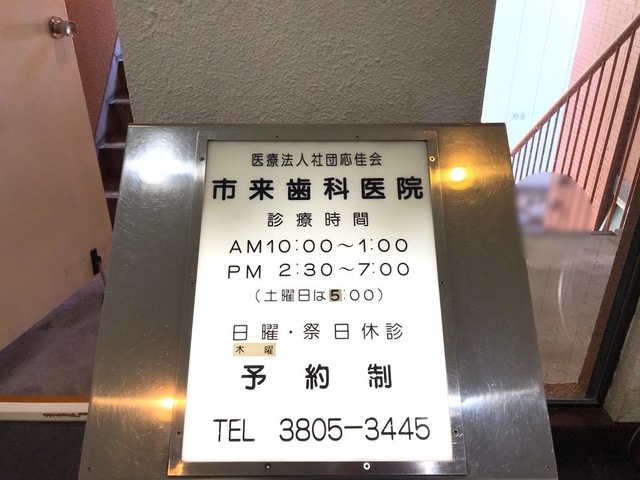 医療法人社団応佳会
市来歯科医院
診療時間
AM10:00～1:00
PM 2:30～7:00
（土曜日は5:00）
日曜・祭日休診
木曜
予約制
TEL 3805-3445